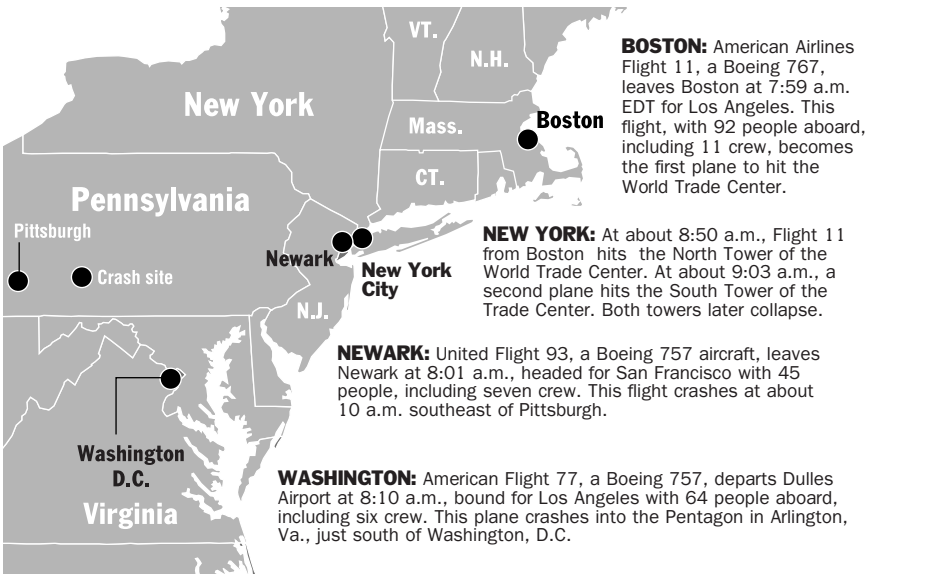 VT.
N.H.
New York
Mass.
Boston
CT.
Pennsylvania
Pittsburgh
Crash site
Newark
New York
City
N.J.
Washington
D.C.
Virginia
BOSTON: American Airlines
Flight 11, a Boeing 767,
leaves Boston at 7:59 a.m.
EDT for Los Angeles. This
flight, with 92 people aboard,
including 11 crew, becomes
the first plane to hit the
World Trade Center.
NEW YORK: At about 8:50 a.m., Flight 11
from Boston hits the North Tower of the
World Trade Center. At about 9:03 a.m., a
second plane hits the South Tower of the
Trade Center. Both towers later collapse.
NEWARK: United Flight 93, a Boeing 757 aircraft, leaves
Newark at 8:01 a.m., headed for San Francisco with 45
people, including seven crew. This flight crashes at about
10 a.m. southeast of Pittsburgh.
WASHINGTON: American Flight 77, a Boeing 757, departs Dulles
Airport at 8:10 a.m., bound for Los Angeles with 64 people aboard,
including six crew. This plane crashes into the Pentagon in Arlington,
Va., just south of Washington, D.C.